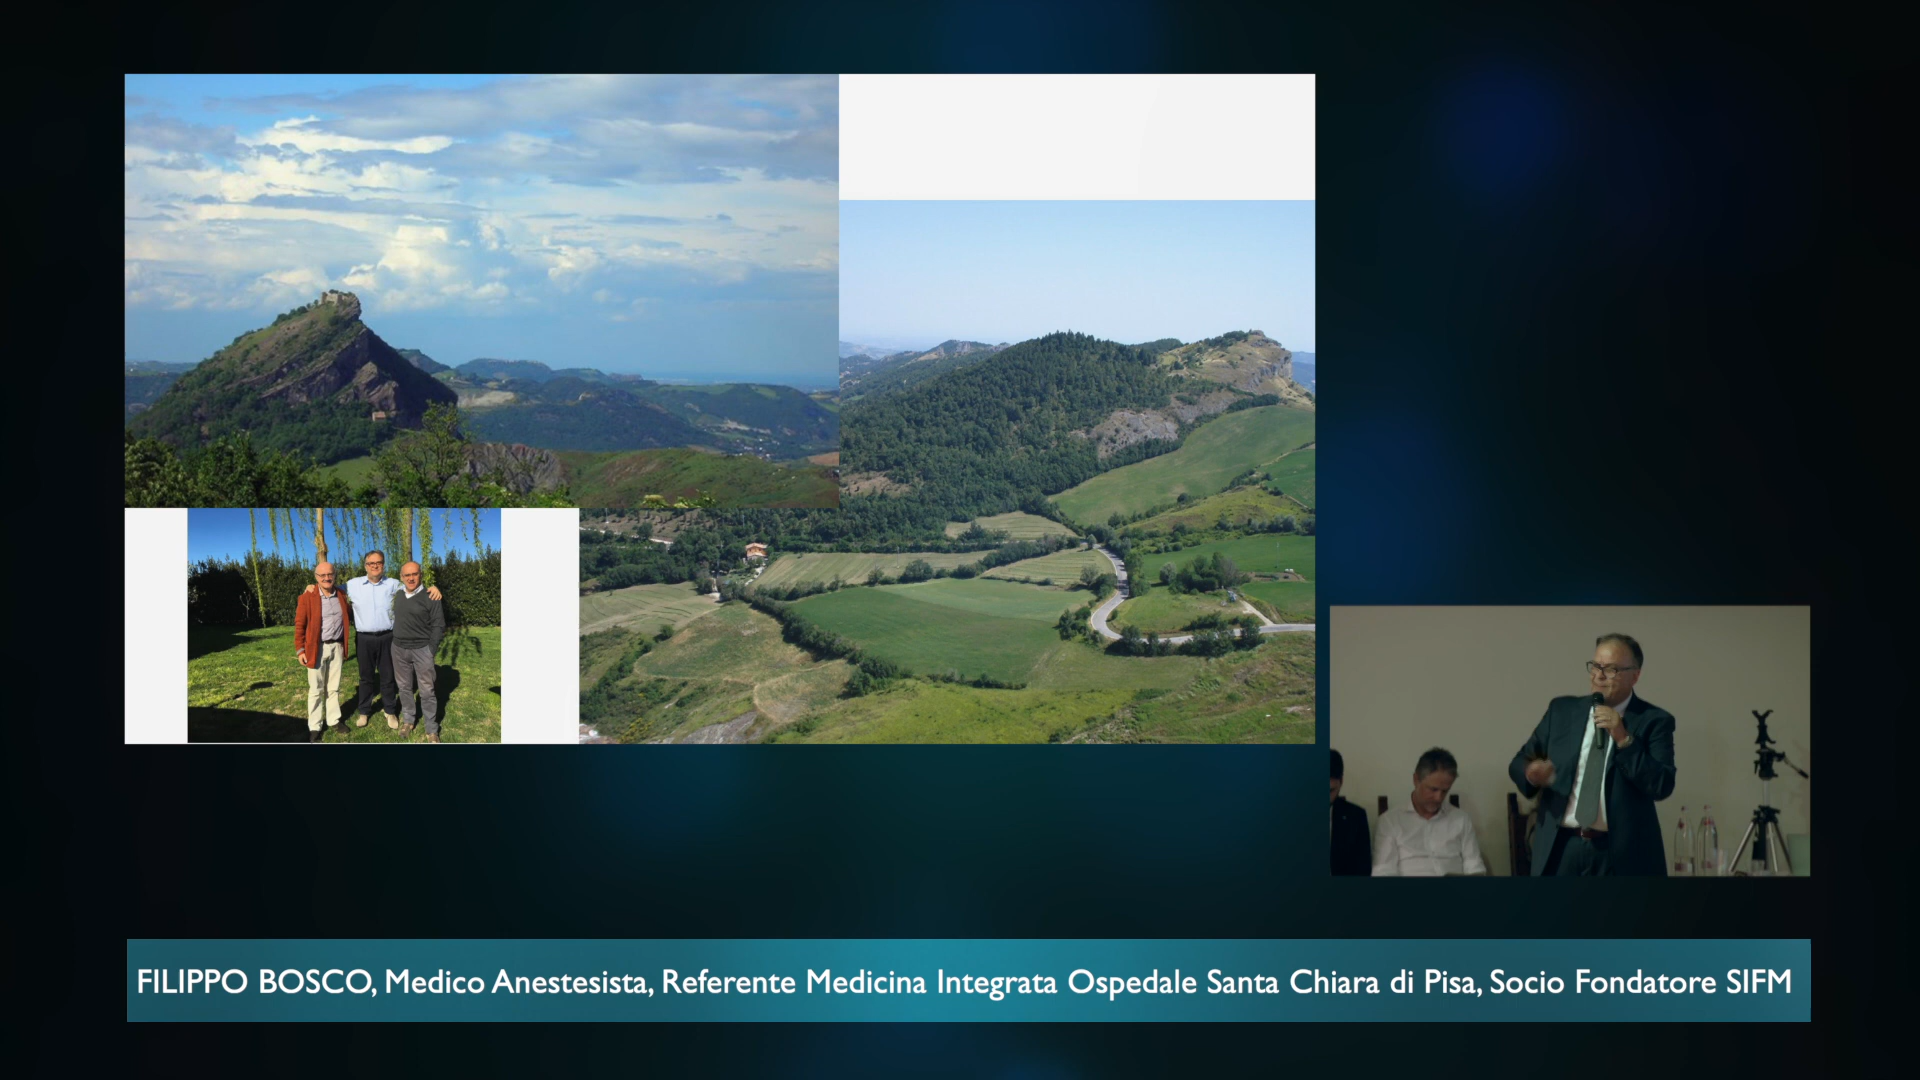 FILIPPO BOSCO, Medico Anestesista, Referente Medicina Integrata Ospedale Santa Chiara di Pisa, Socio Fondatore SIFM